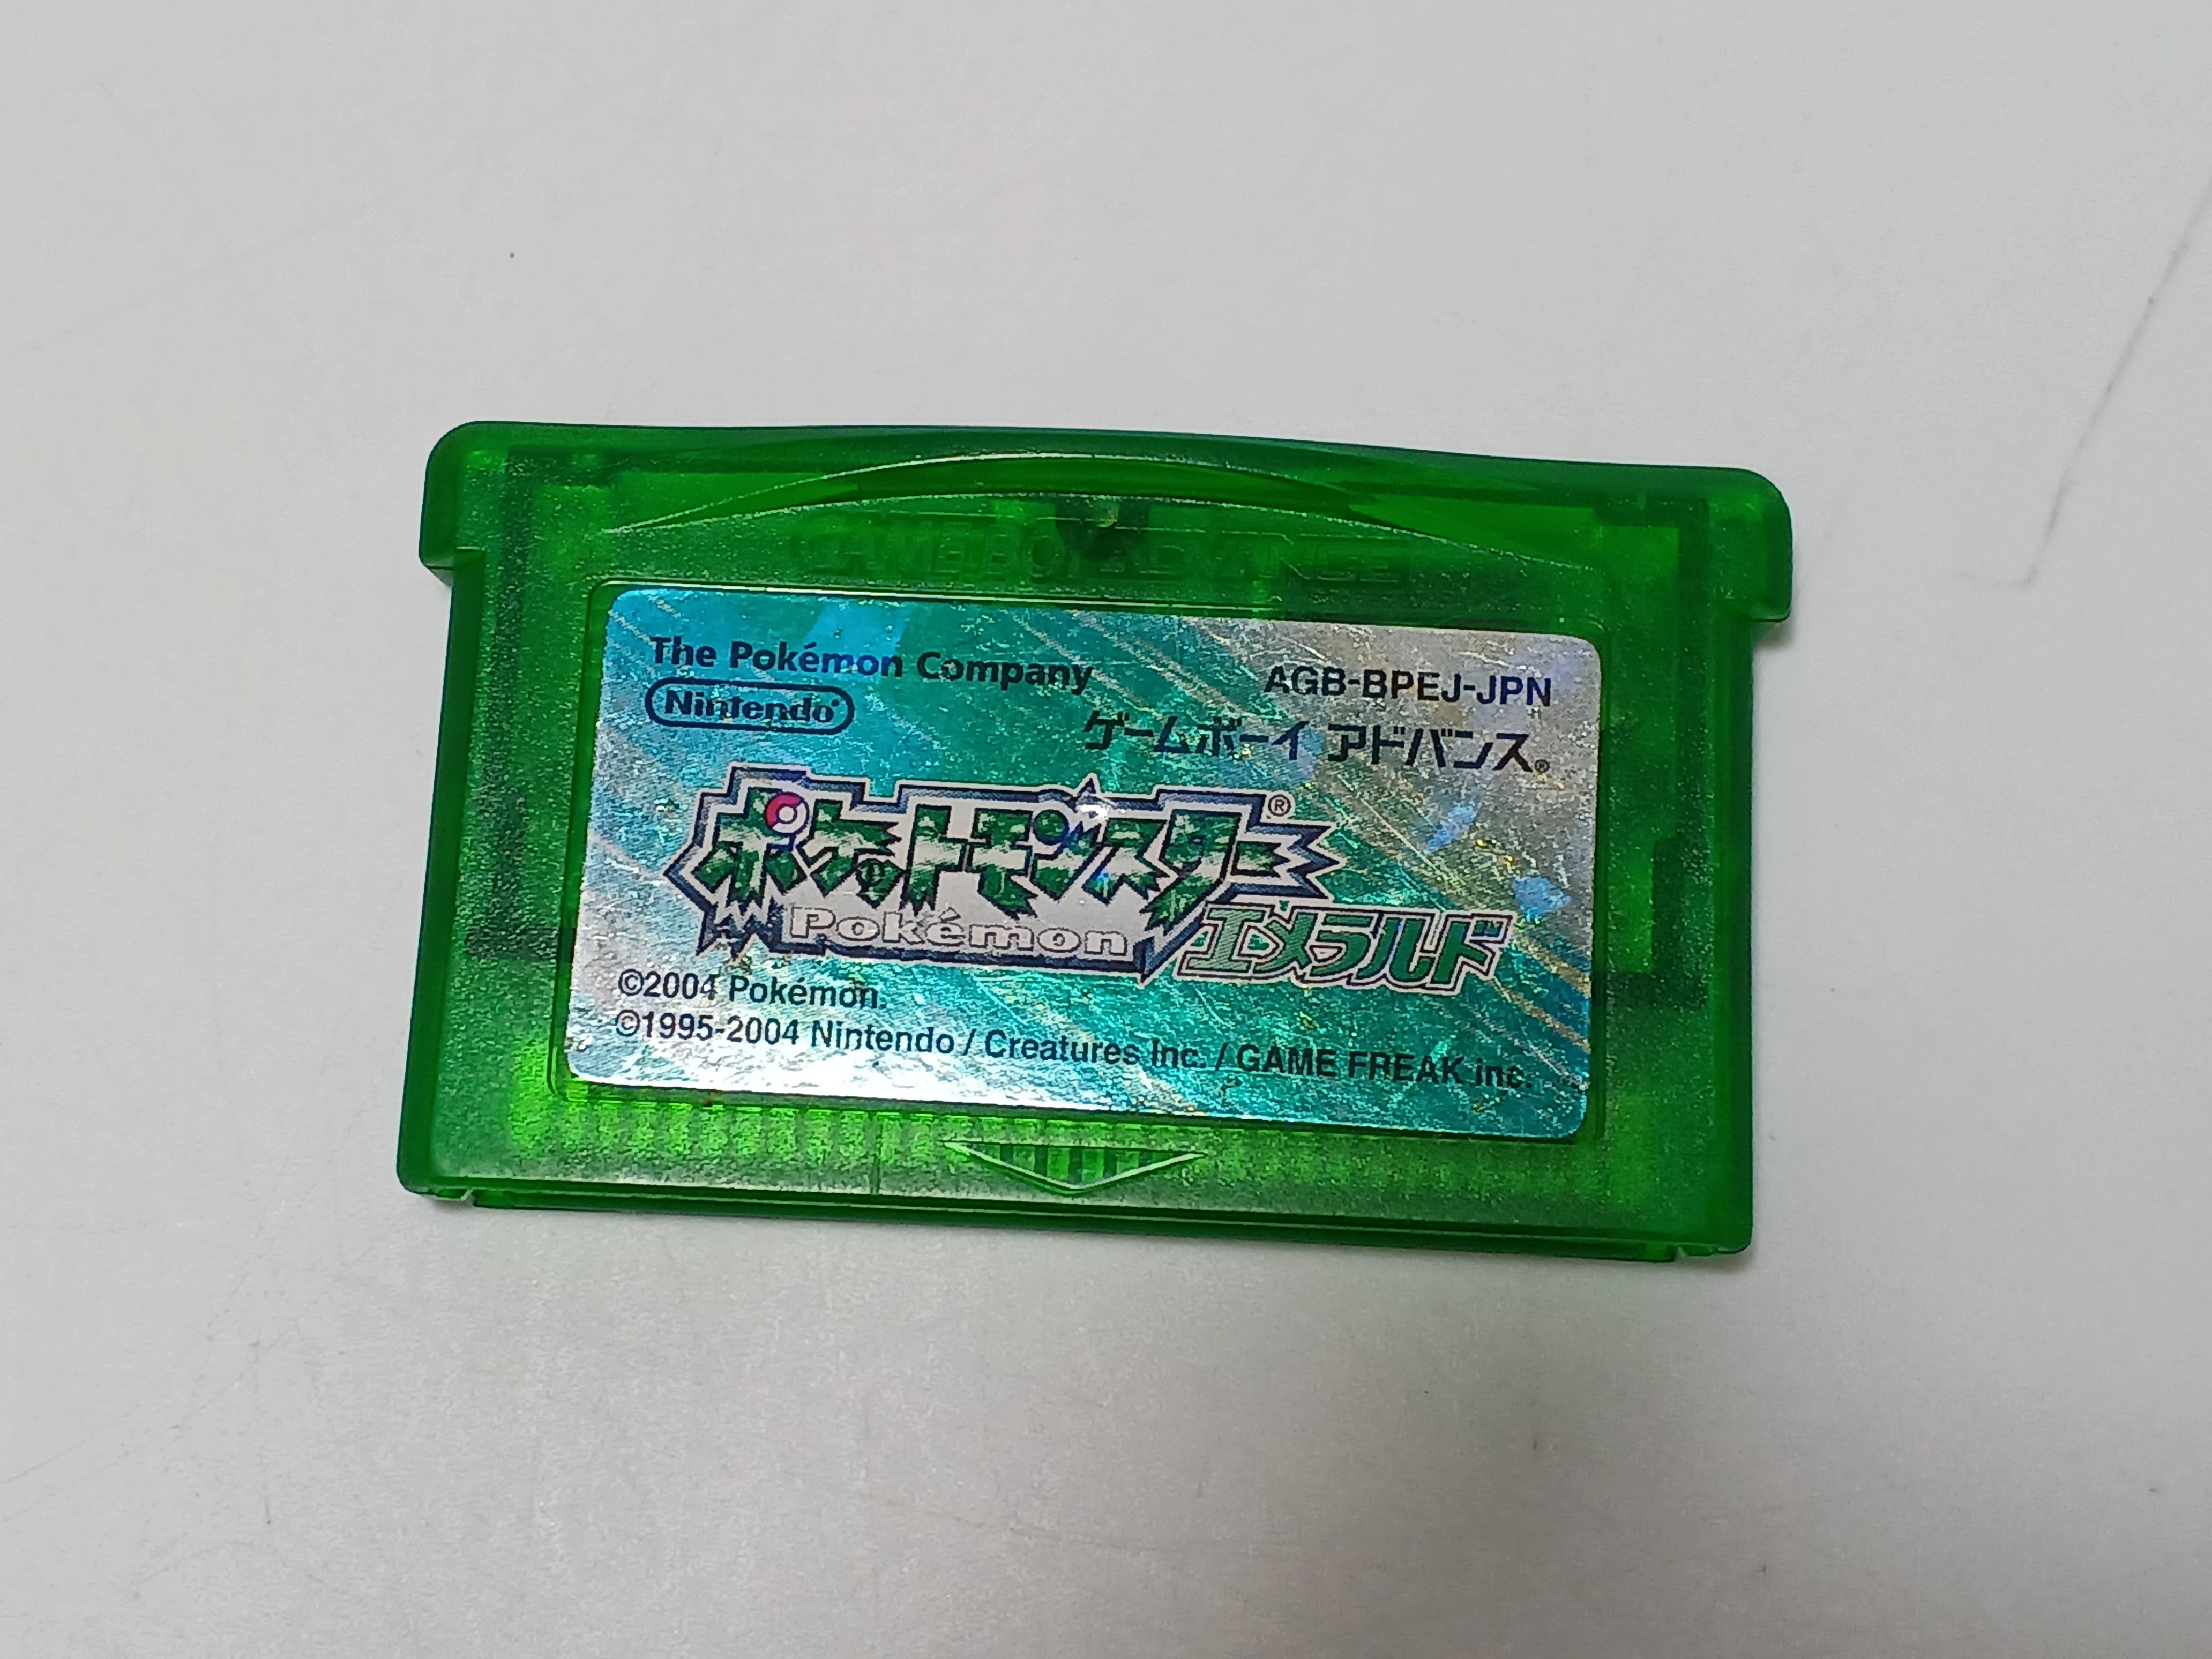 GAME BOY ADVANCE
The Pokémon Company
Nintendo®
AGB-BPEJ-JPN
ゲームボーイ アドバンス®
ポケットモンスター®
Pokémon
エメラルド
©2004 Pokémon.
©1995-2004 Nintendo / Creatures Inc. / GAME FREAK inc.